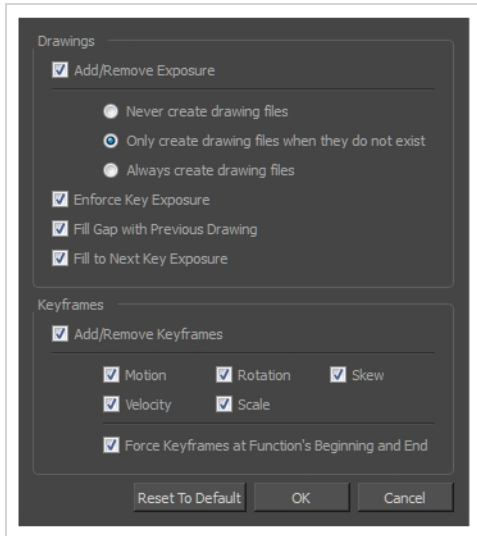 Drawings
Add/Remove Exposure
Never create drawing files
Only create drawing files when they do not exist
Always create drawing files
Enforce Key Exposure
Fill Gap with Previous Drawing
Fill to Next Key Exposure
Keyframes
Add/Remove Keyframes
Motion Rotation Skew
Velocity Scale
Force Keyframes at Function's Beginning and End
Reset To Default OK Cancel